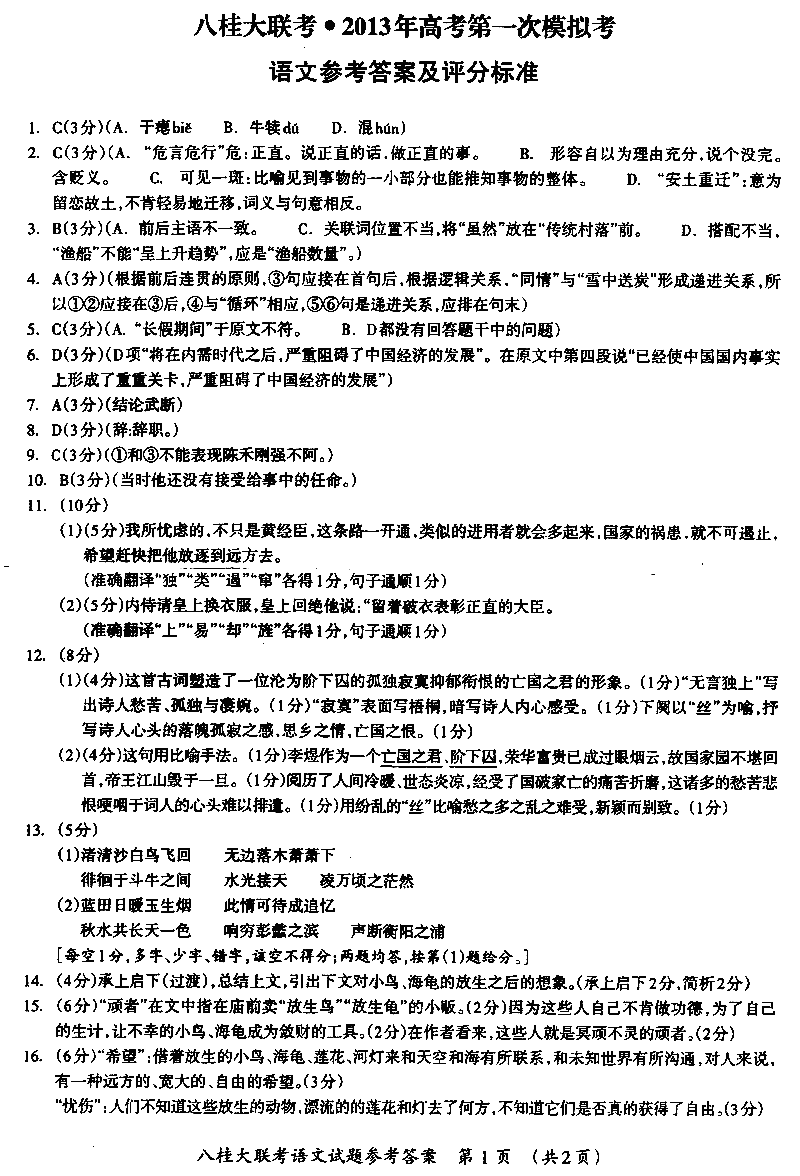 八桂大联考•2013年高考第一次模拟考
语文参考答案及评分标准
1. C(3分)(A. 干瘪biě B. 牛犊dú D. 混hún)
2. C(3分)(A. “危言危行”危:正直。说正直的话,做正直的事。 B. 形容自以为理由充分,说个没完。
含贬义。 C. 可见一斑:比喻见到事物的一小部分也能推知事物的整体。 D. “安土重迁”:意为
留恋故土,不肯轻易地迁移,词义与句意相反。
3. B(3分)(A. 前后主语不一致。 C. 关联词位置不当,将“虽然”放在“传统村落”前。 D. 搭配不当,
“渔船”不能“呈上升趋势”,应是“渔船数量”。)
4. A(3分)(根据前后连贯的原则,③句应接在首句后,根据逻辑关系,“同情”与“雪中送炭”形成递进关系,所
以①②应接在③后,④与“循环”相应,⑤⑥句是递进关系,应排在句末)
5. C(3分)(A. “长假期间”于原文不符。 B. D都没有回答题干中的问题)
6. D(3分)(D项“将在内需时代之后,严重阻碍了中国经济的发展”。在原文中第四段说“已经使中国国内事实
上形成了重重关卡,严重阻碍了中国经济的发展”)
7. A(3分)(结论武断)
8. D(3分)(辞:辞职。)
9. C(3分)(①和③不能表现陈禾刚强不阿。)
10. B(3分)(当时他还没有接受给事中的任命。)
11. (10分)
(1)(5分)我所忧虑的,不只是黄经臣,这条路一开通,类似的进用者就会多起来,国家的祸患,就不可遏止,
希望赶快把他放逐到远方去。
(准确翻译“独”“类”“遏”“窜”各得1分,句子通顺1分)
(2)(5分)内侍请皇上换衣服,皇上回绝他说:“留着破衣表彰正直的大臣。
(准确翻译“上”“易”“却”“旌”各得1分,句子通顺1分)
12. (8分)
(1)(4分)这首古词塑造了一位沦为阶下囚的孤独寂寞抑郁衔恨的亡国之君的形象。(1分)“无言独上”写
出诗人愁苦、孤独与凄婉。(1分)“寂寞”表面写梧桐,暗写诗人内心感受。(1分)下阕以“丝”为喻,抒
写诗人心头的落魄孤寂之感,思乡之情,亡国之恨。(1分)
(2)(4分)这句用比喻手法。(1分)李煜作为一个亡国之君、阶下囚,荣华富贵已成过眼烟云,故国家园不堪回
首,帝王江山毁于一旦。(1分)阅历了人间冷暖、世态炎凉,经受了国破家亡的痛苦折磨,这诸多的愁苦悲
恨哽咽于词人的心头难以排遣。(1分)用纷乱的“丝”比喻愁之多之乱之难受,新颖而别致。(1分)
13. (5分)
(1)渚清沙白鸟飞回 无边落木萧萧下
徘徊于斗牛之间 水光接天 凌万顷之茫然
(2)蓝田日暖玉生烟 此情可待成追忆
秋水共长天一色 响穷彭蠡之滨 声断衡阳之浦
[每空1分,多字、少字、错字,该空不得分;两题均答,按第(1)题给分。]
14. (4分)承上启下(过渡),总结上文,引出下文对小鸟、海龟的放生之后的想象。(承上启下2分,简析2分)
15. (6分)“顽者”在文中指在庙前卖“放生鸟”“放生龟”的小贩。(2分)因为这些人自己不肯做功德,为了自己
的生计,让不幸的小鸟、海龟成为敛财的工具。(2分)在作者看来,这些人就是冥顽不灵的顽者。(2分)
16. (6分)“希望”:借着放生的小鸟、海龟、莲花、河灯来和天空和海有所联系,和未知世界有所沟通,对人来说,
有一种远方的、宽大的、自由的希望。(3分)
“忧伤”:人们不知道这些放生的动物,漂流的的莲花和灯去了何方,不知道它们是否真的获得了自由。(3分)
八桂大联考语文试题参考答案 第1页 (共2页)